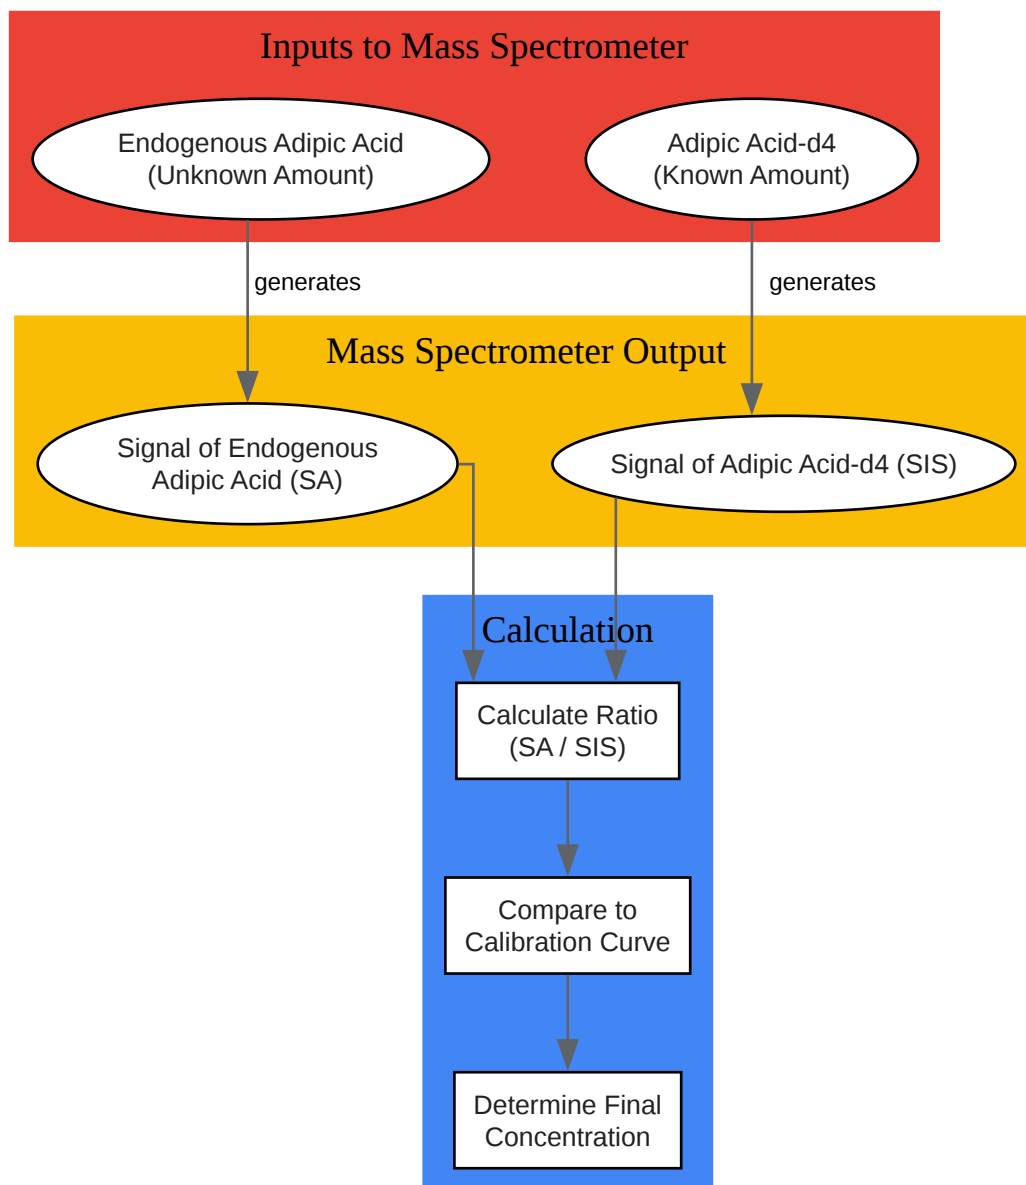 Inputs to Mass Spectrometer
Endogenous Adipic Acid
(Unknown Amount)
Adipic Acid-d4
(Known Amount)
generates
generates
Mass Spectrometer Output
Signal of Endogenous
Adipic Acid (SA)
Signal of Adipic Acid-d4 (SIS)
Calculation
Calculate Ratio
(SA / SIS)
Compare to
Calibration Curve
Determine Final
Concentration